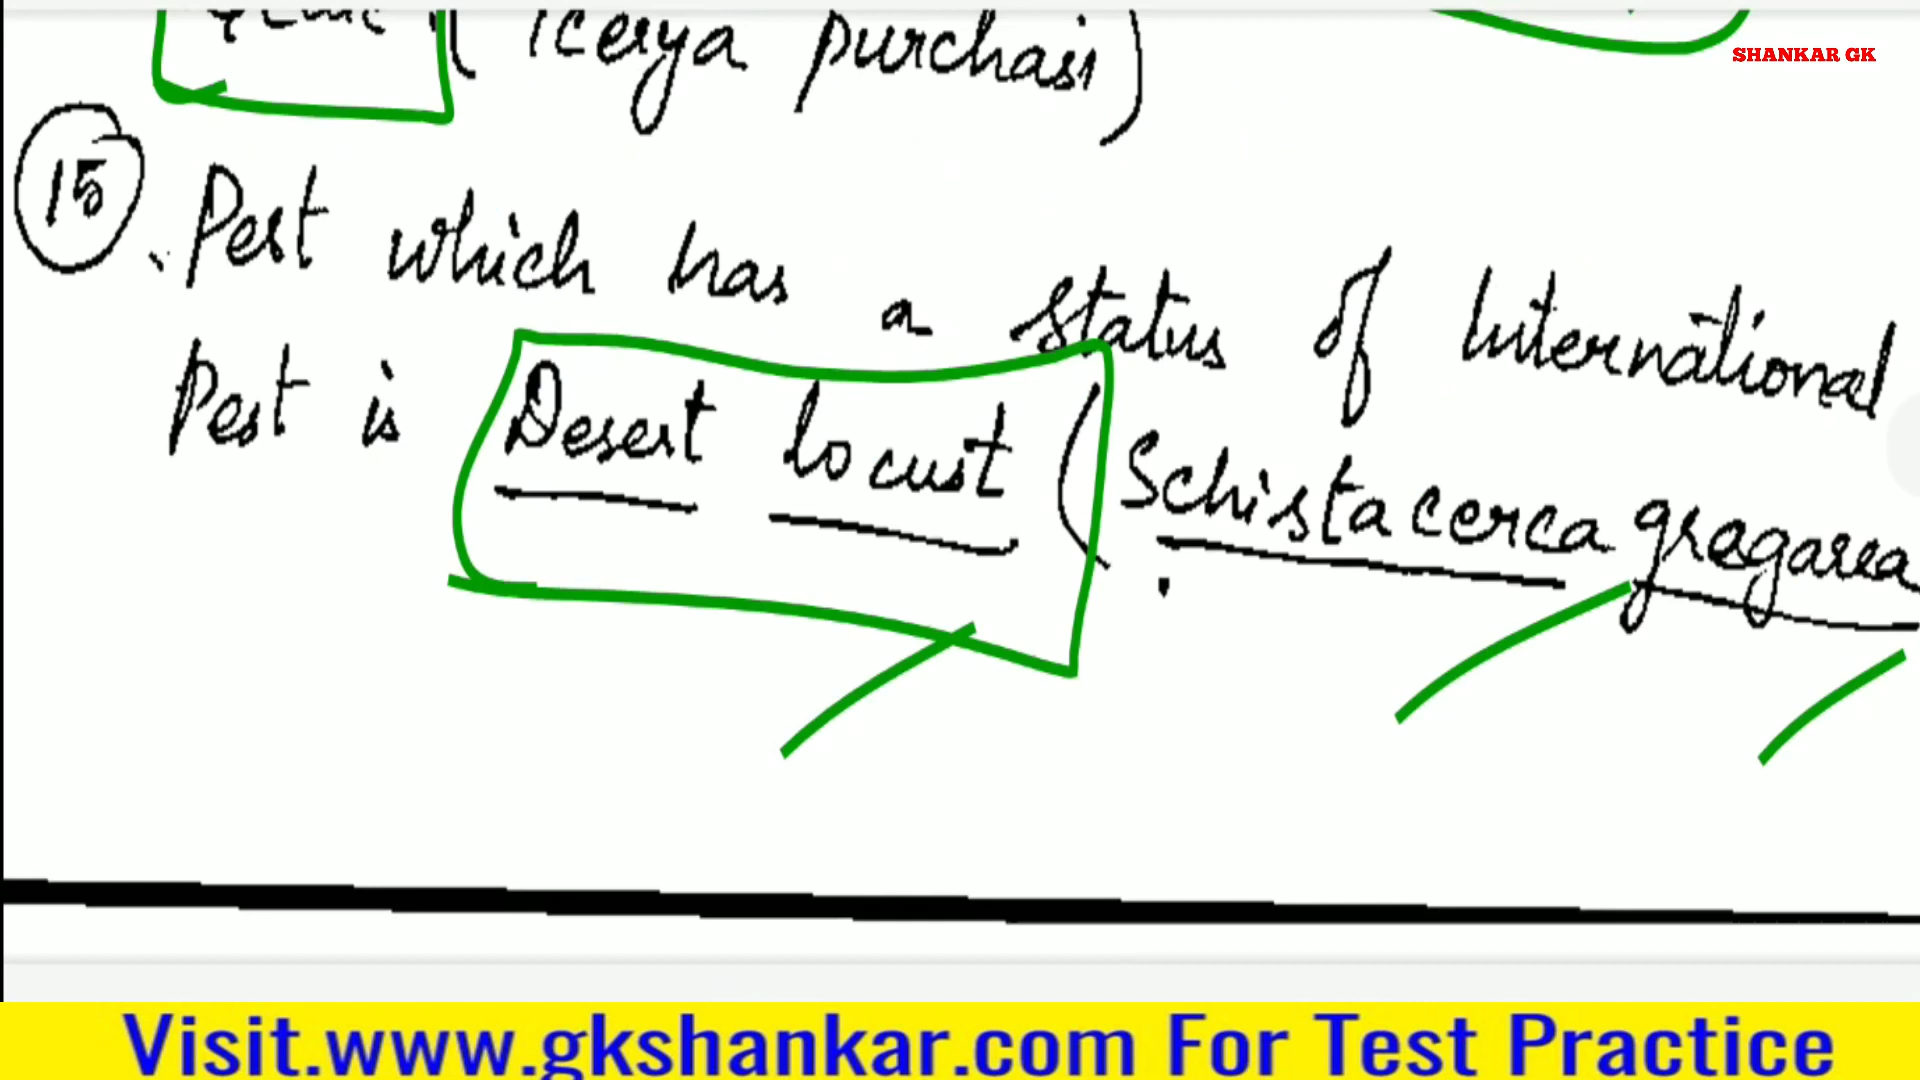 ( Icerya purchasi)
SHANKAR GK
15. Pest which has a status of International
Pest is Desert locust ( Schistacerca gregarea
Visit.www.gkshankar.com For Test Practice